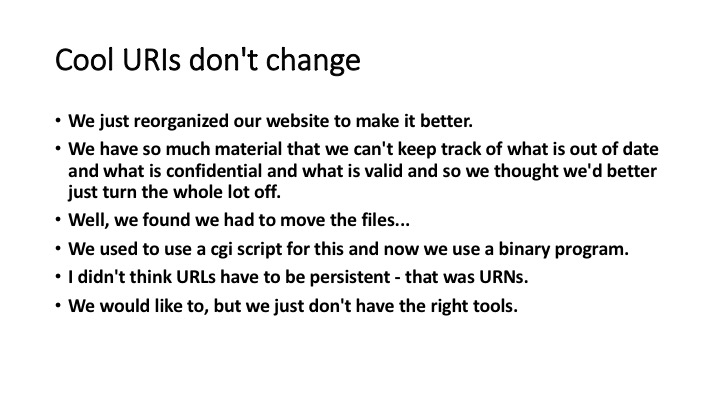 Cool URIs don't change
• We just reorganized our website to make it better.
• We have so much material that we can't keep track of what is out of date
and what is confidential and what is valid and so we thought we'd better
just turn the whole lot off.
• Well, we found we had to move the files...
• We used to use a cgi script for this and now we use a binary program.
• I didn't think URLs have to be persistent - that was URNs.
• We would like to, but we just don't have the right tools.